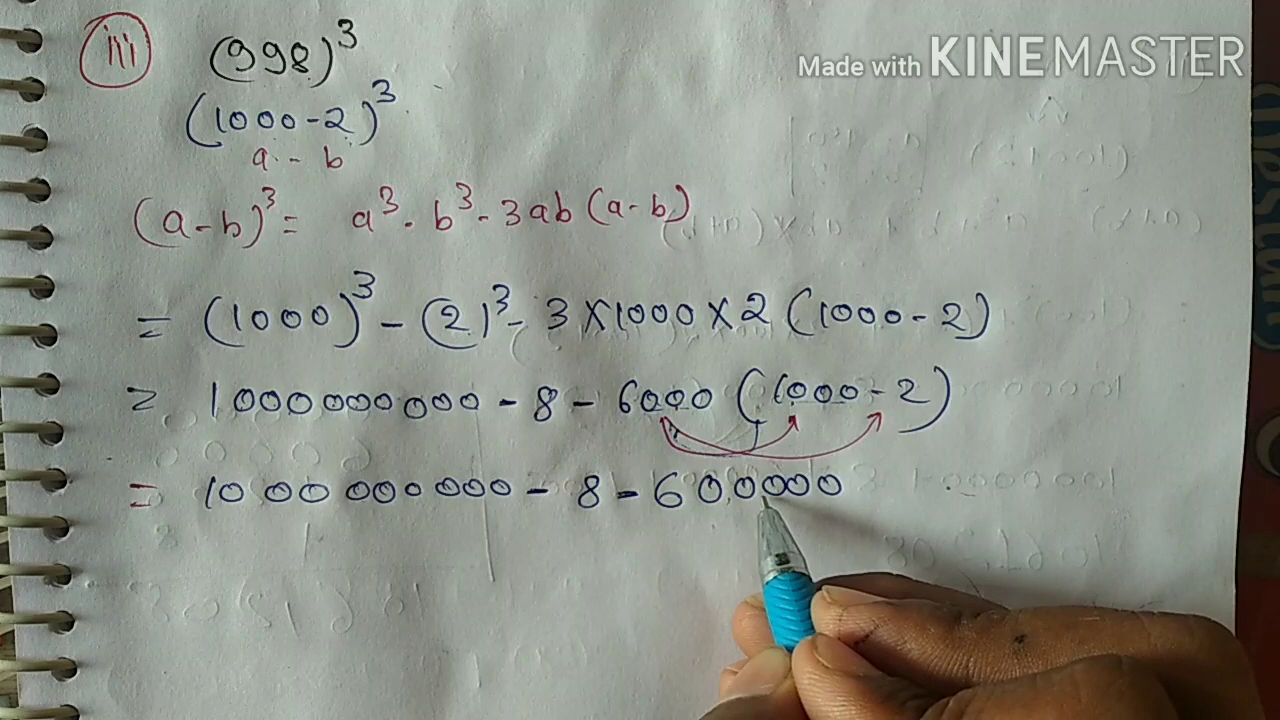 Made with KINEMASTER
iii (998)³
(1000-2)³
a - b
(a-b)³ = a³ - b³ - 3ab (a-b)
= (1000)³ - (2)³ - 3×1000×2 (1000-2)
= 1000000000 - 8 - 6000 (1000-2)
= 1000000000 - 8 - 600000